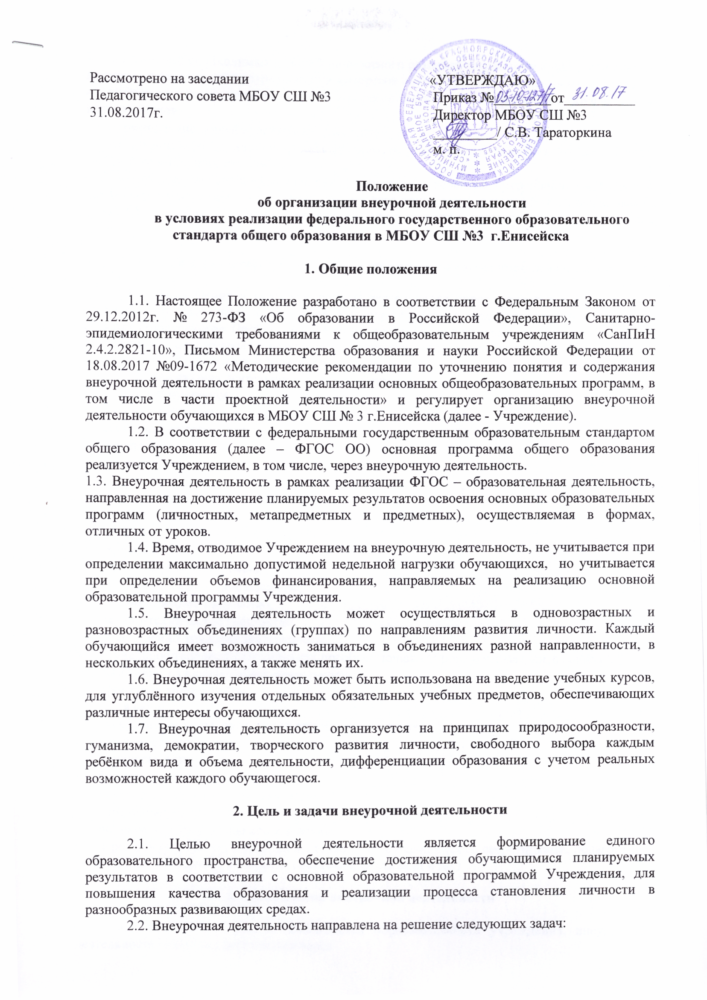 Рассмотрено на заседании
Педагогического совета МБОУ СШ №3
31.08.2017г.
«УТВЕРЖДАЮ»
Приказ № от 31.08.17
Директор МБОУ СШ №3
/ С.В. Тараторкина
м. п.
Положение
об организации внеурочной деятельности
в условиях реализации федерального государственного образовательного
стандарта общего образования в МБОУ СШ №3 г.Енисейска
1. Общие положения
1.1. Настоящее Положение разработано в соответствии с Федеральным Законом от
29.12.2012г. № 273-ФЗ «Об образовании в Российской Федерации», Санитарно-
эпидемиологическими требованиями к общеобразовательным учреждениям «СанПиН
2.4.2.2821-10», Письмом Министерства образования и науки Российской Федерации от
18.08.2017 №09-1672 «Методические рекомендации по уточнению понятия и содержания
внеурочной деятельности в рамках реализации основных общеобразовательных программ, в
том числе в части проектной деятельности» и регулирует организацию внеурочной
деятельности обучающихся в МБОУ СШ № 3 г.Енисейска (далее - Учреждение).
1.2. В соответствии с федеральными государственным образовательным стандартом
общего образования (далее – ФГОС ОО) основная программа общего образования
реализуется Учреждением, в том числе, через внеурочную деятельность.
1.3. Внеурочная деятельность в рамках реализации ФГОС – образовательная деятельность,
направленная на достижение планируемых результатов освоения основных образовательных
программ (личностных, метапредметных и предметных), осуществляемая в формах,
отличных от уроков.
1.4. Время, отводимое Учреждением на внеурочную деятельность, не учитывается при
определении максимально допустимой недельной нагрузки обучающихся, но учитывается
при определении объемов финансирования, направляемых на реализацию основной
образовательной программы Учреждения.
1.5. Внеурочная деятельность может осуществляться в одновозрастных и
разновозрастных объединениях (группах) по направлениям развития личности. Каждый
обучающийся имеет возможность заниматься в объединениях разной направленности, в
нескольких объединениях, а также менять их.
1.6. Внеурочная деятельность может быть использована на введение учебных курсов,
для углублённого изучения отдельных обязательных учебных предметов, обеспечивающих
различные интересы обучающихся.
1.7. Внеурочная деятельность организуется на принципах природосообразности,
гуманизма, демократии, творческого развития личности, свободного выбора каждым
ребёнком вида и объема деятельности, дифференциации образования с учетом реальных
возможностей каждого обучающегося.
2. Цель и задачи внеурочной деятельности
2.1. Целью внеурочной деятельности является формирование единого
образовательного пространства, обеспечение достижения обучающимися планируемых
результатов в соответствии с основной образовательной программой Учреждения, для
повышения качества образования и реализации процесса становления личности в
разнообразных развивающих средах.
2.2. Внеурочная деятельность направлена на решение следующих задач: